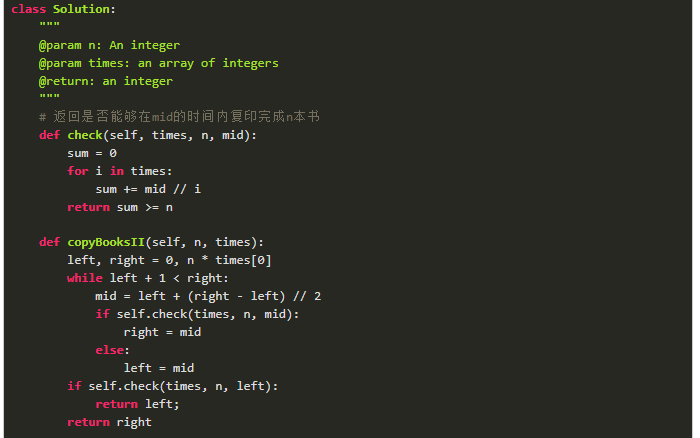 class Solution:
    """
    @param n: An integer
    @param times: an array of integers
    @return: an integer
    """
    # 返回是否能够在mid的时间内复印完成n本书
    def check(self, times, n, mid):
        sum = 0
        for i in times:
            sum += mid // i
        return sum >= n

    def copyBooksII(self, n, times):
        left, right = 0, n * times[0]
        while left + 1 < right:
            mid = left + (right - left) // 2
            if self.check(times, n, mid):
                right = mid
            else:
                left = mid
        if self.check(times, n, left):
            return left;
        return right